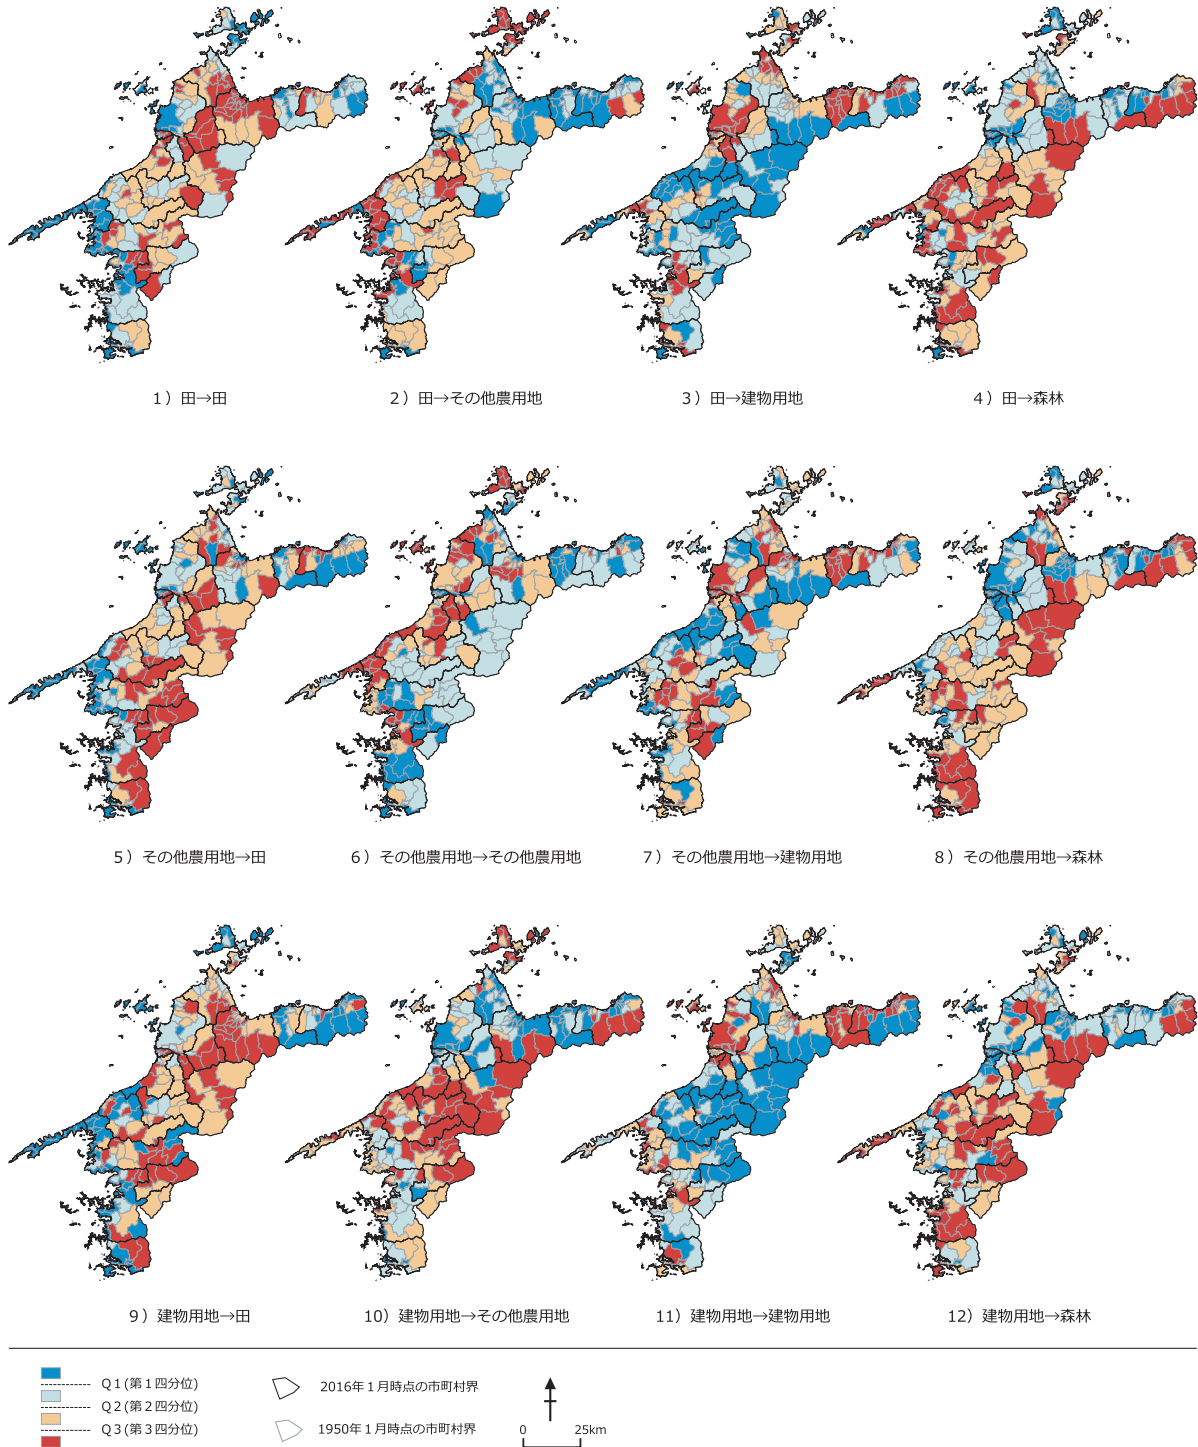 1）田→田
2）田→その他農用地
3）田→建物用地
4）田→森林
5）その他農用地→田
6）その他農用地→その他農用地
7）その他農用地→建物用地
8）その他農用地→森林
9）建物用地→田
10）建物用地→その他農用地
11）建物用地→建物用地
12）建物用地→森林
Q1(第1四分位)
Q2(第2四分位)
Q3(第3四分位)
2016年1月時点の市町村界
1950年1月時点の市町村界
0 25km